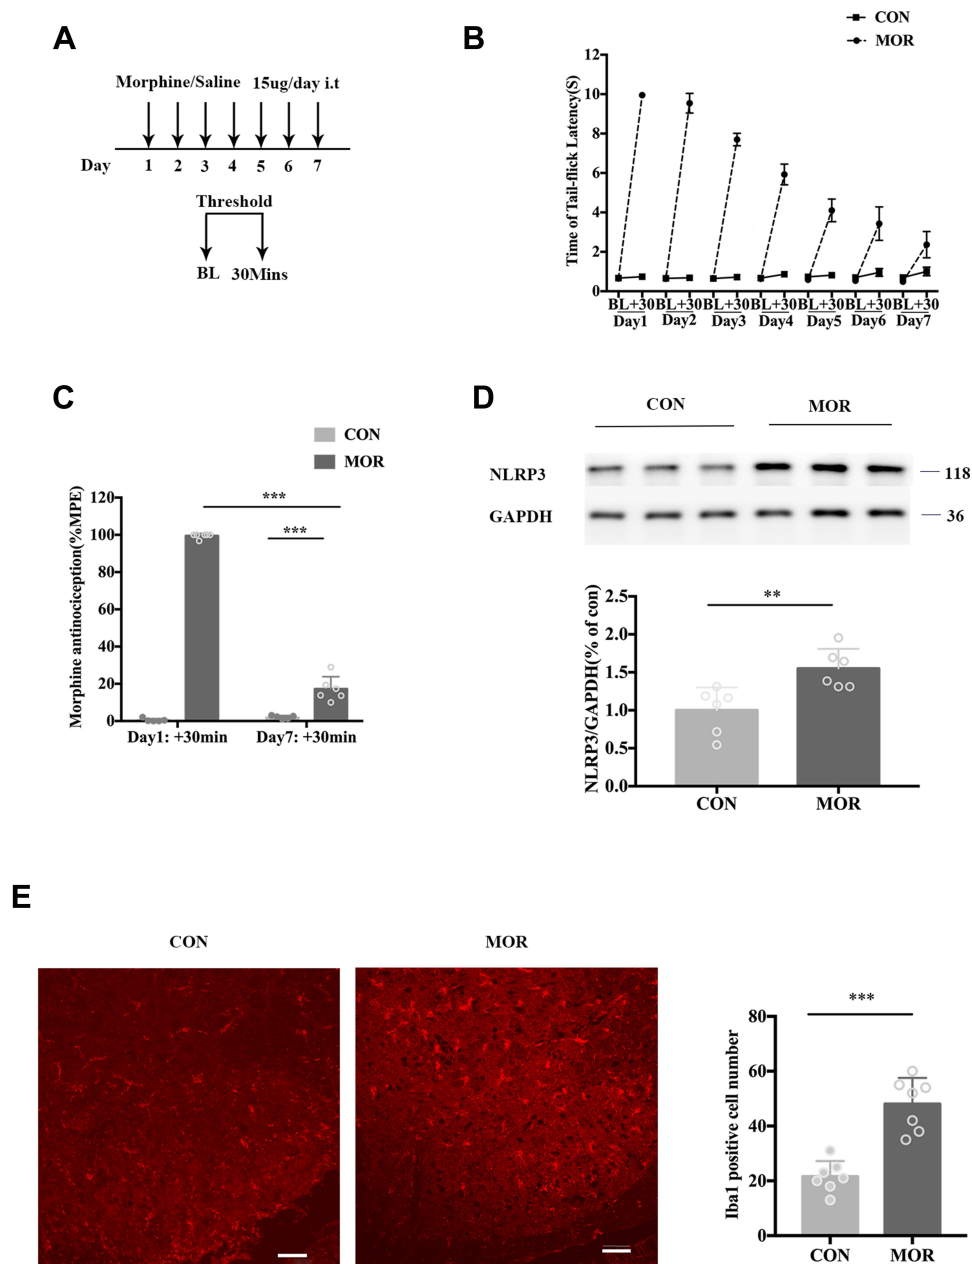 A
Morphine/Saline 15ug/day i.t
Day 1 2 3 4 5 6 7
Threshold
BL 30Mins
B
CON
MOR
Time of Tail-flick Latency(S)
12
10
8
6
4
2
0
BL+30 BL+30 BL+30 BL+30 BL+30 BL+30 BL+30
Day1 Day2 Day3 Day4 Day5 Day6 Day7
C
CON
MOR
Morphine antinociception(%MPE)
120
100
80
60
40
20
0
***
***
Day1: +30min Day7: +30min
D
CON MOR
NLRP3 118
GAPDH 36
NLRP3/GAPDH(% of con)
2.5
2.0
1.5
1.0
0.5
0.0
**
CON MOR
E
CON MOR
Iba1 positive cell number
80
60
40
20
0
***
CON MOR